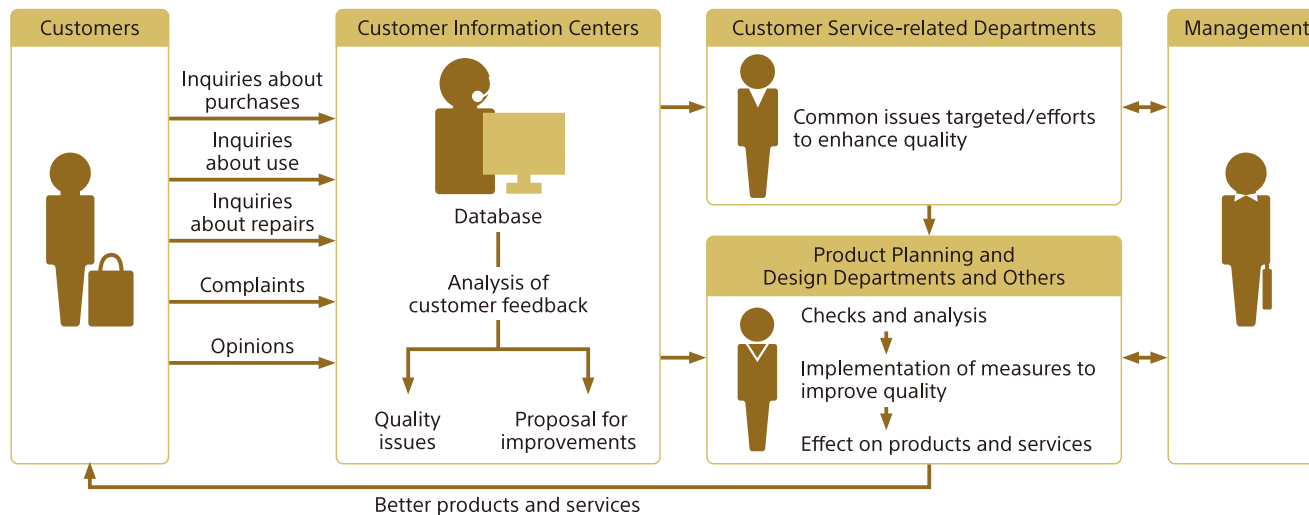 Customers
Inquiries about
purchases
Inquiries
about use
Inquiries
about repairs
Complaints
Opinions
Customer Information Centers
Database
Analysis of
customer feedback
Quality
issues
Proposal for
improvements
Customer Service-related Departments
Common issues targeted/efforts
to enhance quality
Product Planning and
Design Departments and Others
Checks and analysis
Implementation of measures to
improve quality
Effect on products and services
Management
Better products and services